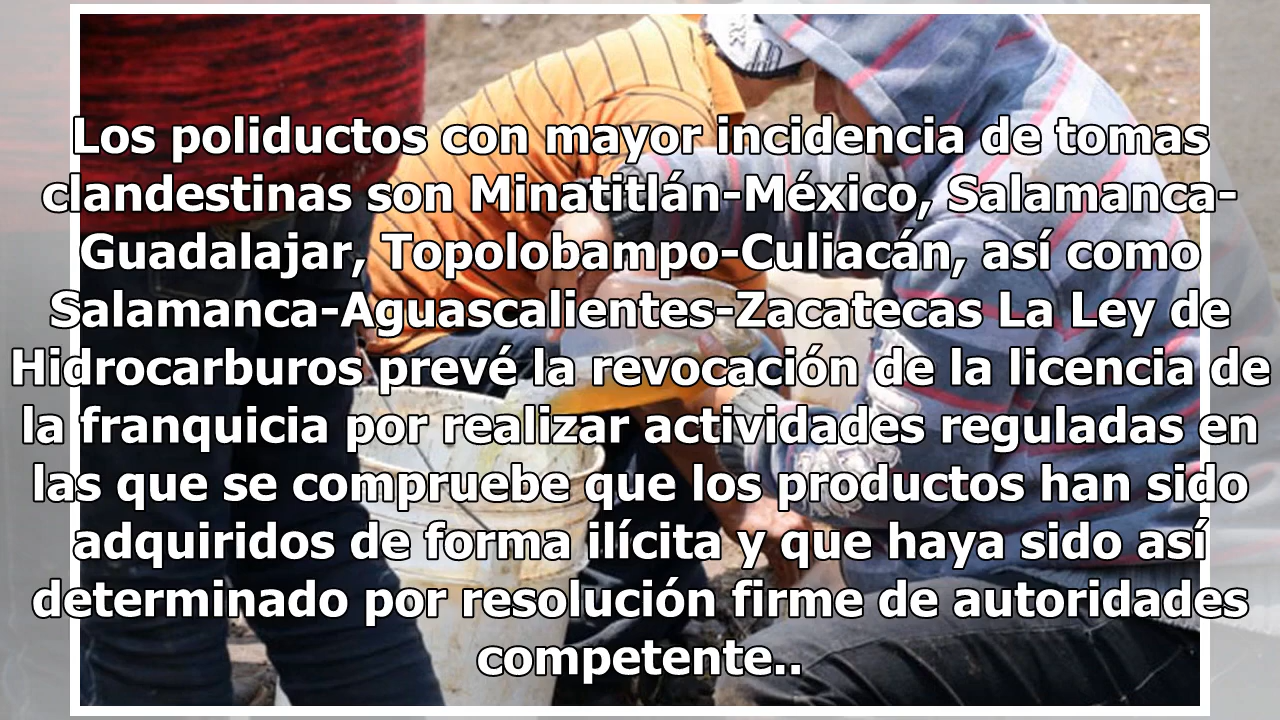 Los poliductos con mayor incidencia de tomas
clandestinas son Minatitlán-México, Salamanca-
Guadalajar, Topolobampo-Culiacán, así como
Salamanca-Aguascalientes-Zacatecas La Ley de
Hidrocarburos prevé la revocación de la licencia de
la franquicia por realizar actividades reguladas en
las que se compruebe que los productos han sido
adquiridos de forma ilícita y que haya sido así
determinado por resolución firme de autoridades
competente..